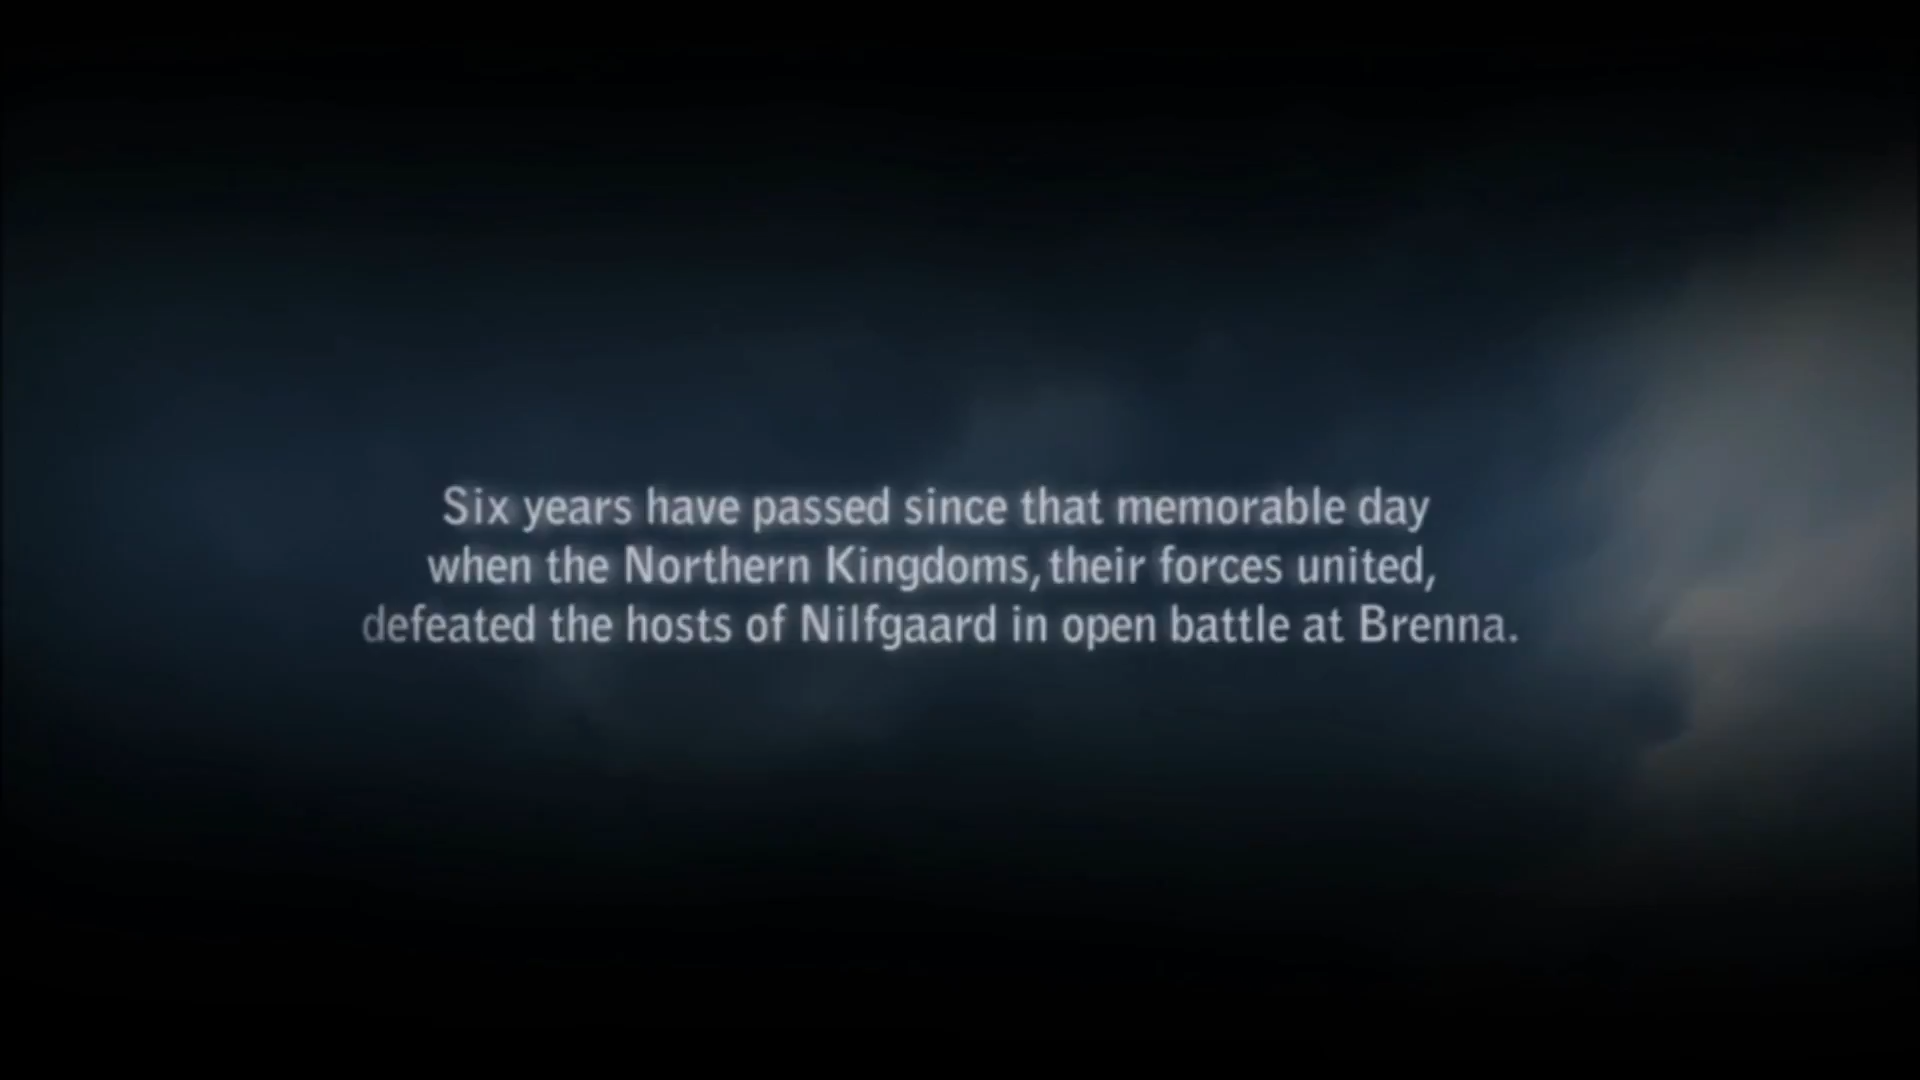 Six years have passed since that memorable day
when the Northern Kingdoms, their forces united,
defeated the hosts of Nilfgaard in open battle at Brenna.